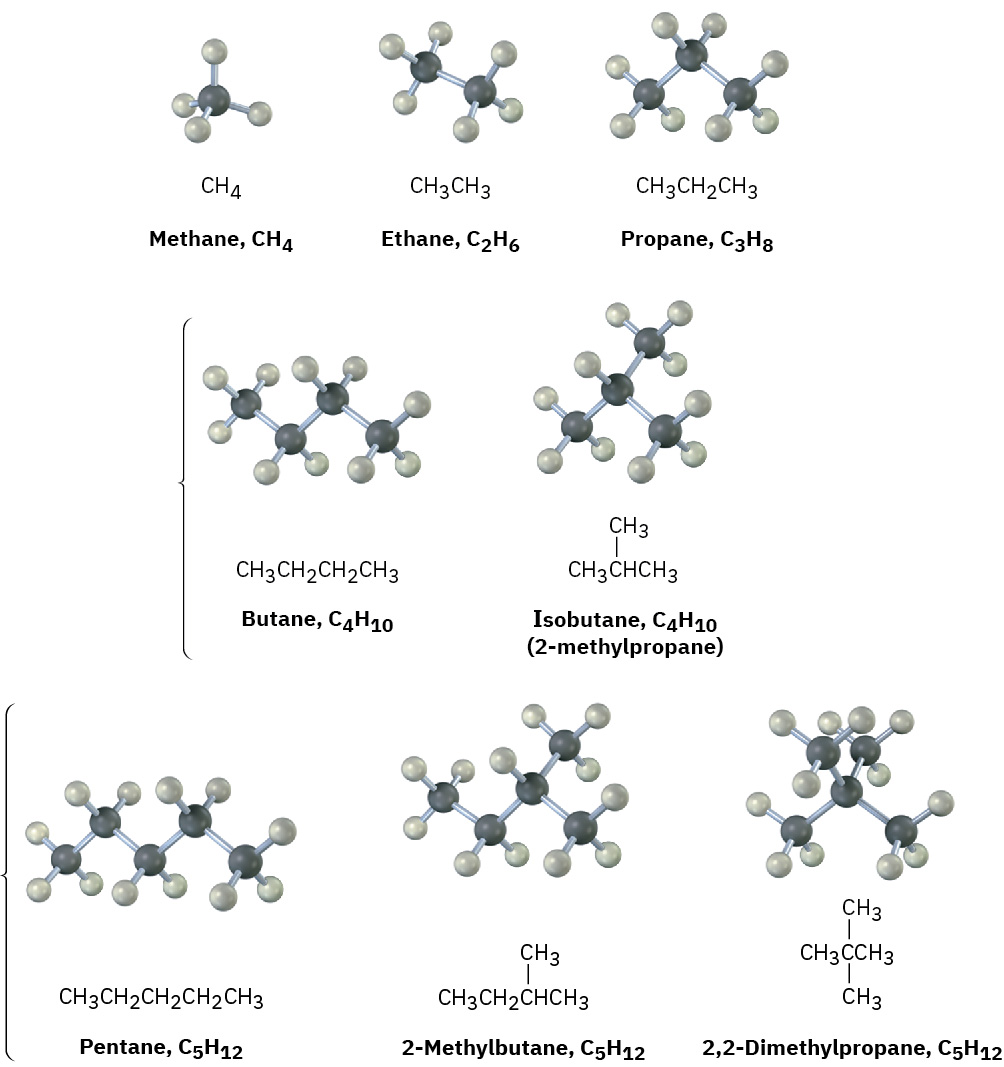 CH₄
CH₃CH₃
CH₃CH₂CH₃
Methane, CH₄
Ethane, C₂H₆
Propane, C₃H₈
CH₃
CH₃CH₂CH₂CH₃
CH₃CHCH₃
Butane, C₄H₁₀
Isobutane, C₄H₁₀
(2-methylpropane)
CH₃CH₂CH₂CH₂CH₃
Pentane, C₅H₁₂
CH₃
CH₃CH₂CHCH₃
2-Methylbutane, C₅H₁₂
CH₃
CH₃CCH₃
CH₃
2,2-Dimethylpropane, C₅H₁₂